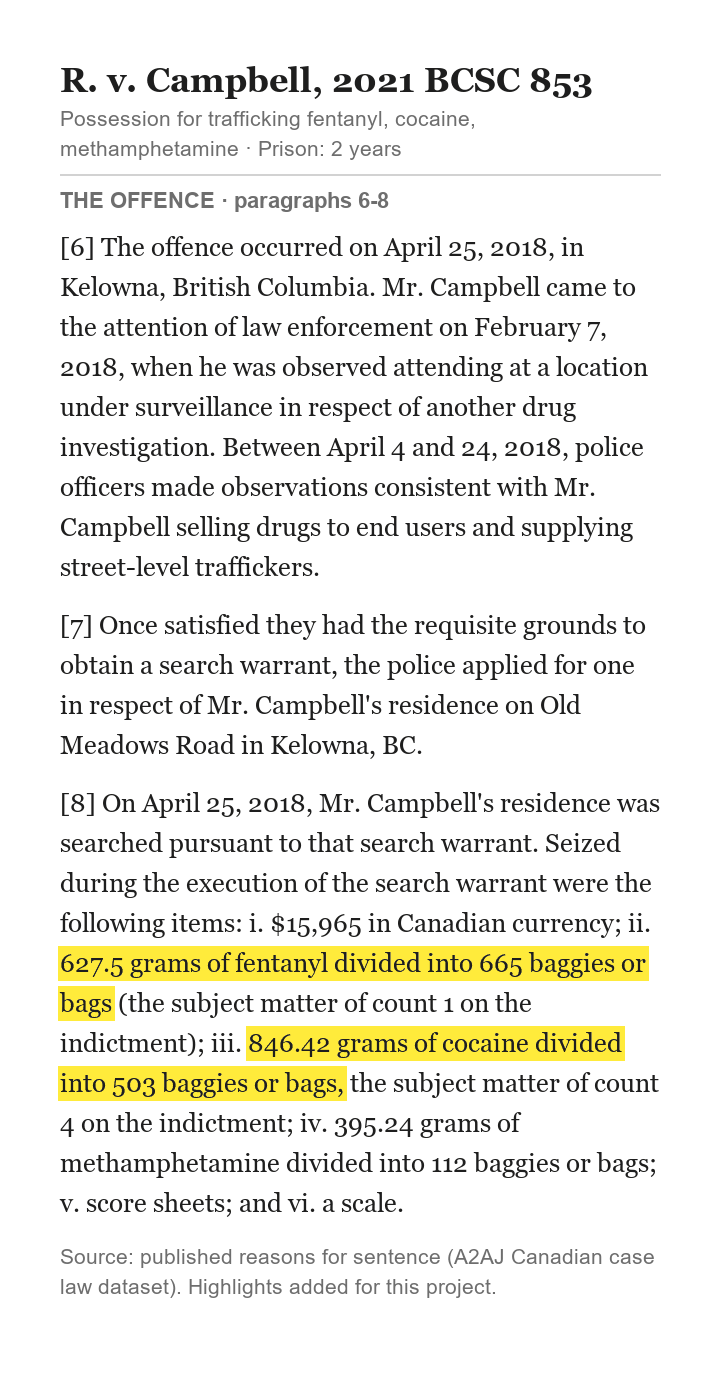 R. v. Campbell, 2021 BCSC 853
Possession for trafficking fentanyl, cocaine,
methamphetamine · Prison: 2 years
THE OFFENCE · paragraphs 6-8
[6] The offence occurred on April 25, 2018, in
Kelowna, British Columbia. Mr. Campbell came to
the attention of law enforcement on February 7,
2018, when he was observed attending at a location
under surveillance in respect of another drug
investigation. Between April 4 and 24, 2018, police
officers made observations consistent with Mr.
Campbell selling drugs to end users and supplying
street-level traffickers.
[7] Once satisfied they had the requisite grounds to
obtain a search warrant, the police applied for one
in respect of Mr. Campbell's residence on Old
Meadows Road in Kelowna, BC.
[8] On April 25, 2018, Mr. Campbell's residence was
searched pursuant to that search warrant. Seized
during the execution of the search warrant were the
following items: i. $15,965 in Canadian currency; ii.
627.5 grams of fentanyl divided into 665 baggies or
bags (the subject matter of count 1 on the
indictment); iii. 846.42 grams of cocaine divided
into 503 baggies or bags, the subject matter of count
4 on the indictment; iv. 395.24 grams of
methamphetamine divided into 112 baggies or bags;
v. score sheets; and vi. a scale.
Source: published reasons for sentence (A2AJ Canadian case
law dataset). Highlights added for this project.